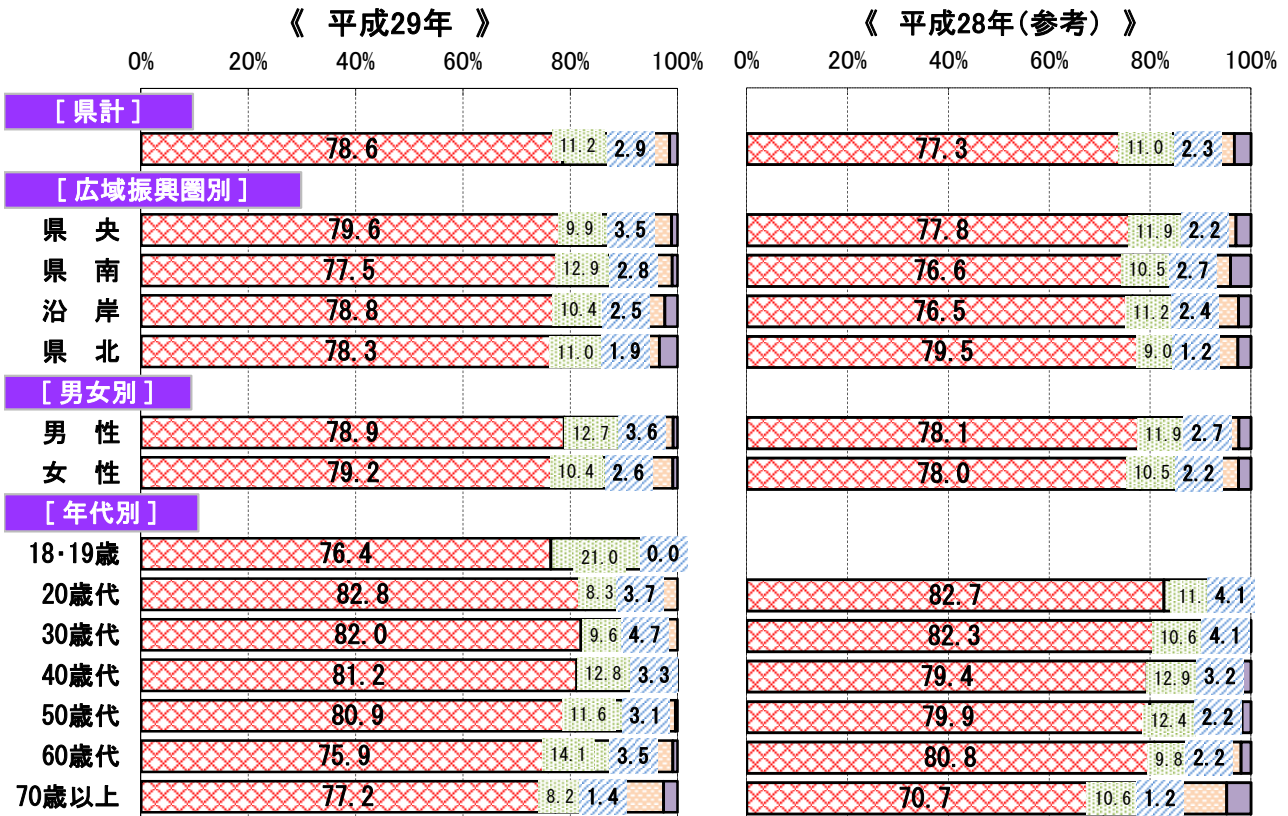 《 平成29年 》 《 平成28年(参考) 》
0% 20% 40% 60% 80% 100% 0% 20% 40% 60% 80% 100%
[ 県計 ]
78.6 11.2 2.9 77.3 11.0 2.3
[ 広域振興圏別 ]
県 央 79.6 9.9 3.5 77.8 11.9 2.2
県 南 77.5 12.9 2.8 76.6 10.5 2.7
沿 岸 78.8 10.4 2.5 76.5 11.2 2.4
県 北 78.3 11.0 1.9 79.5 9.0 1.2
[ 男女別 ]
男 性 78.9 12.7 3.6 78.1 11.9 2.7
女 性 79.2 10.4 2.6 78.0 10.5 2.2
[ 年代別 ]
18・19歳 76.4 21.0 0.0
20歳代 82.8 8.3 3.7 82.7 11. 4.1
30歳代 82.0 9.6 4.7 82.3 10.6 4.1
40歳代 81.2 12.8 3.3 79.4 12.9 3.2
50歳代 80.9 11.6 3.1 79.9 12.4 2.2
60歳代 75.9 14.1 3.5 80.8 9.8 2.2
70歳以上 77.2 8.2 1.4 70.7 10.6 1.2